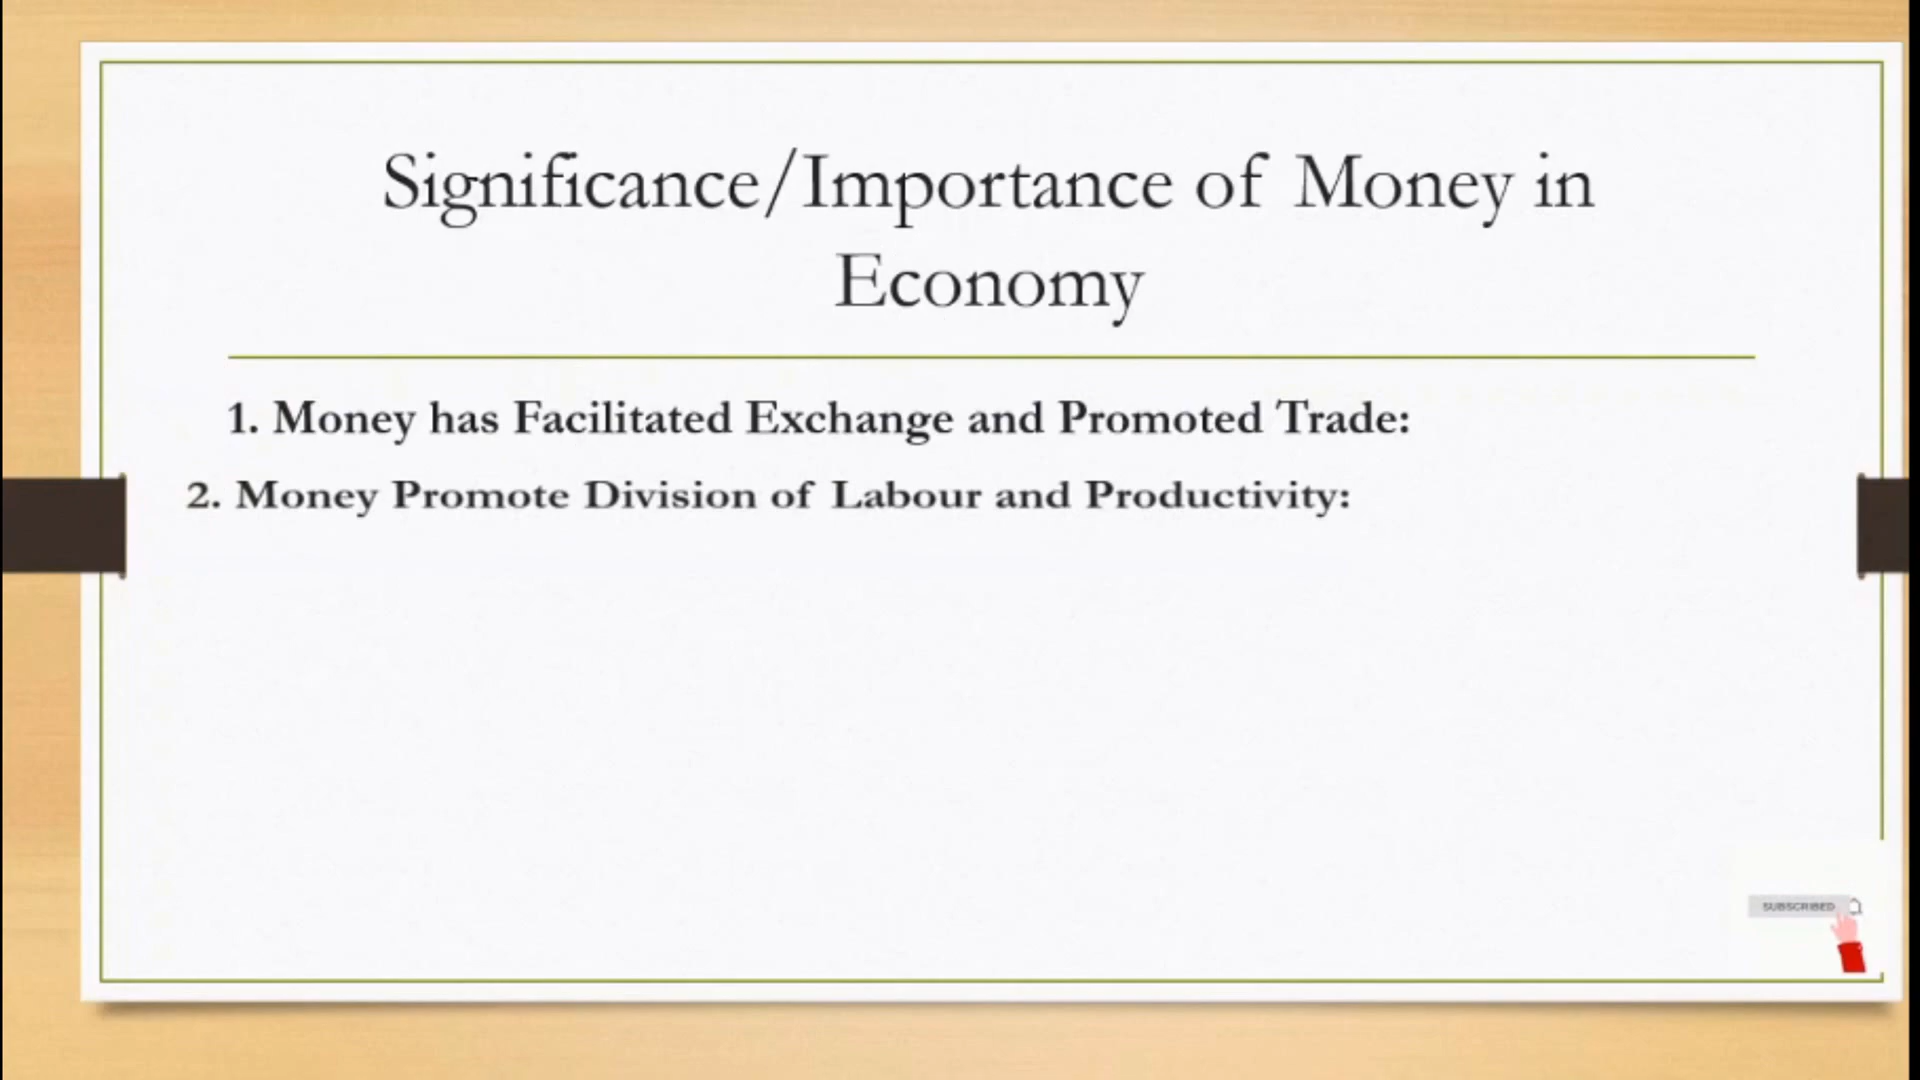 Significance/Importance of Money in
Economy
1. Money has Facilitated Exchange and Promoted Trade:
2. Money Promote Division of Labour and Productivity:
SUBSCRIBED